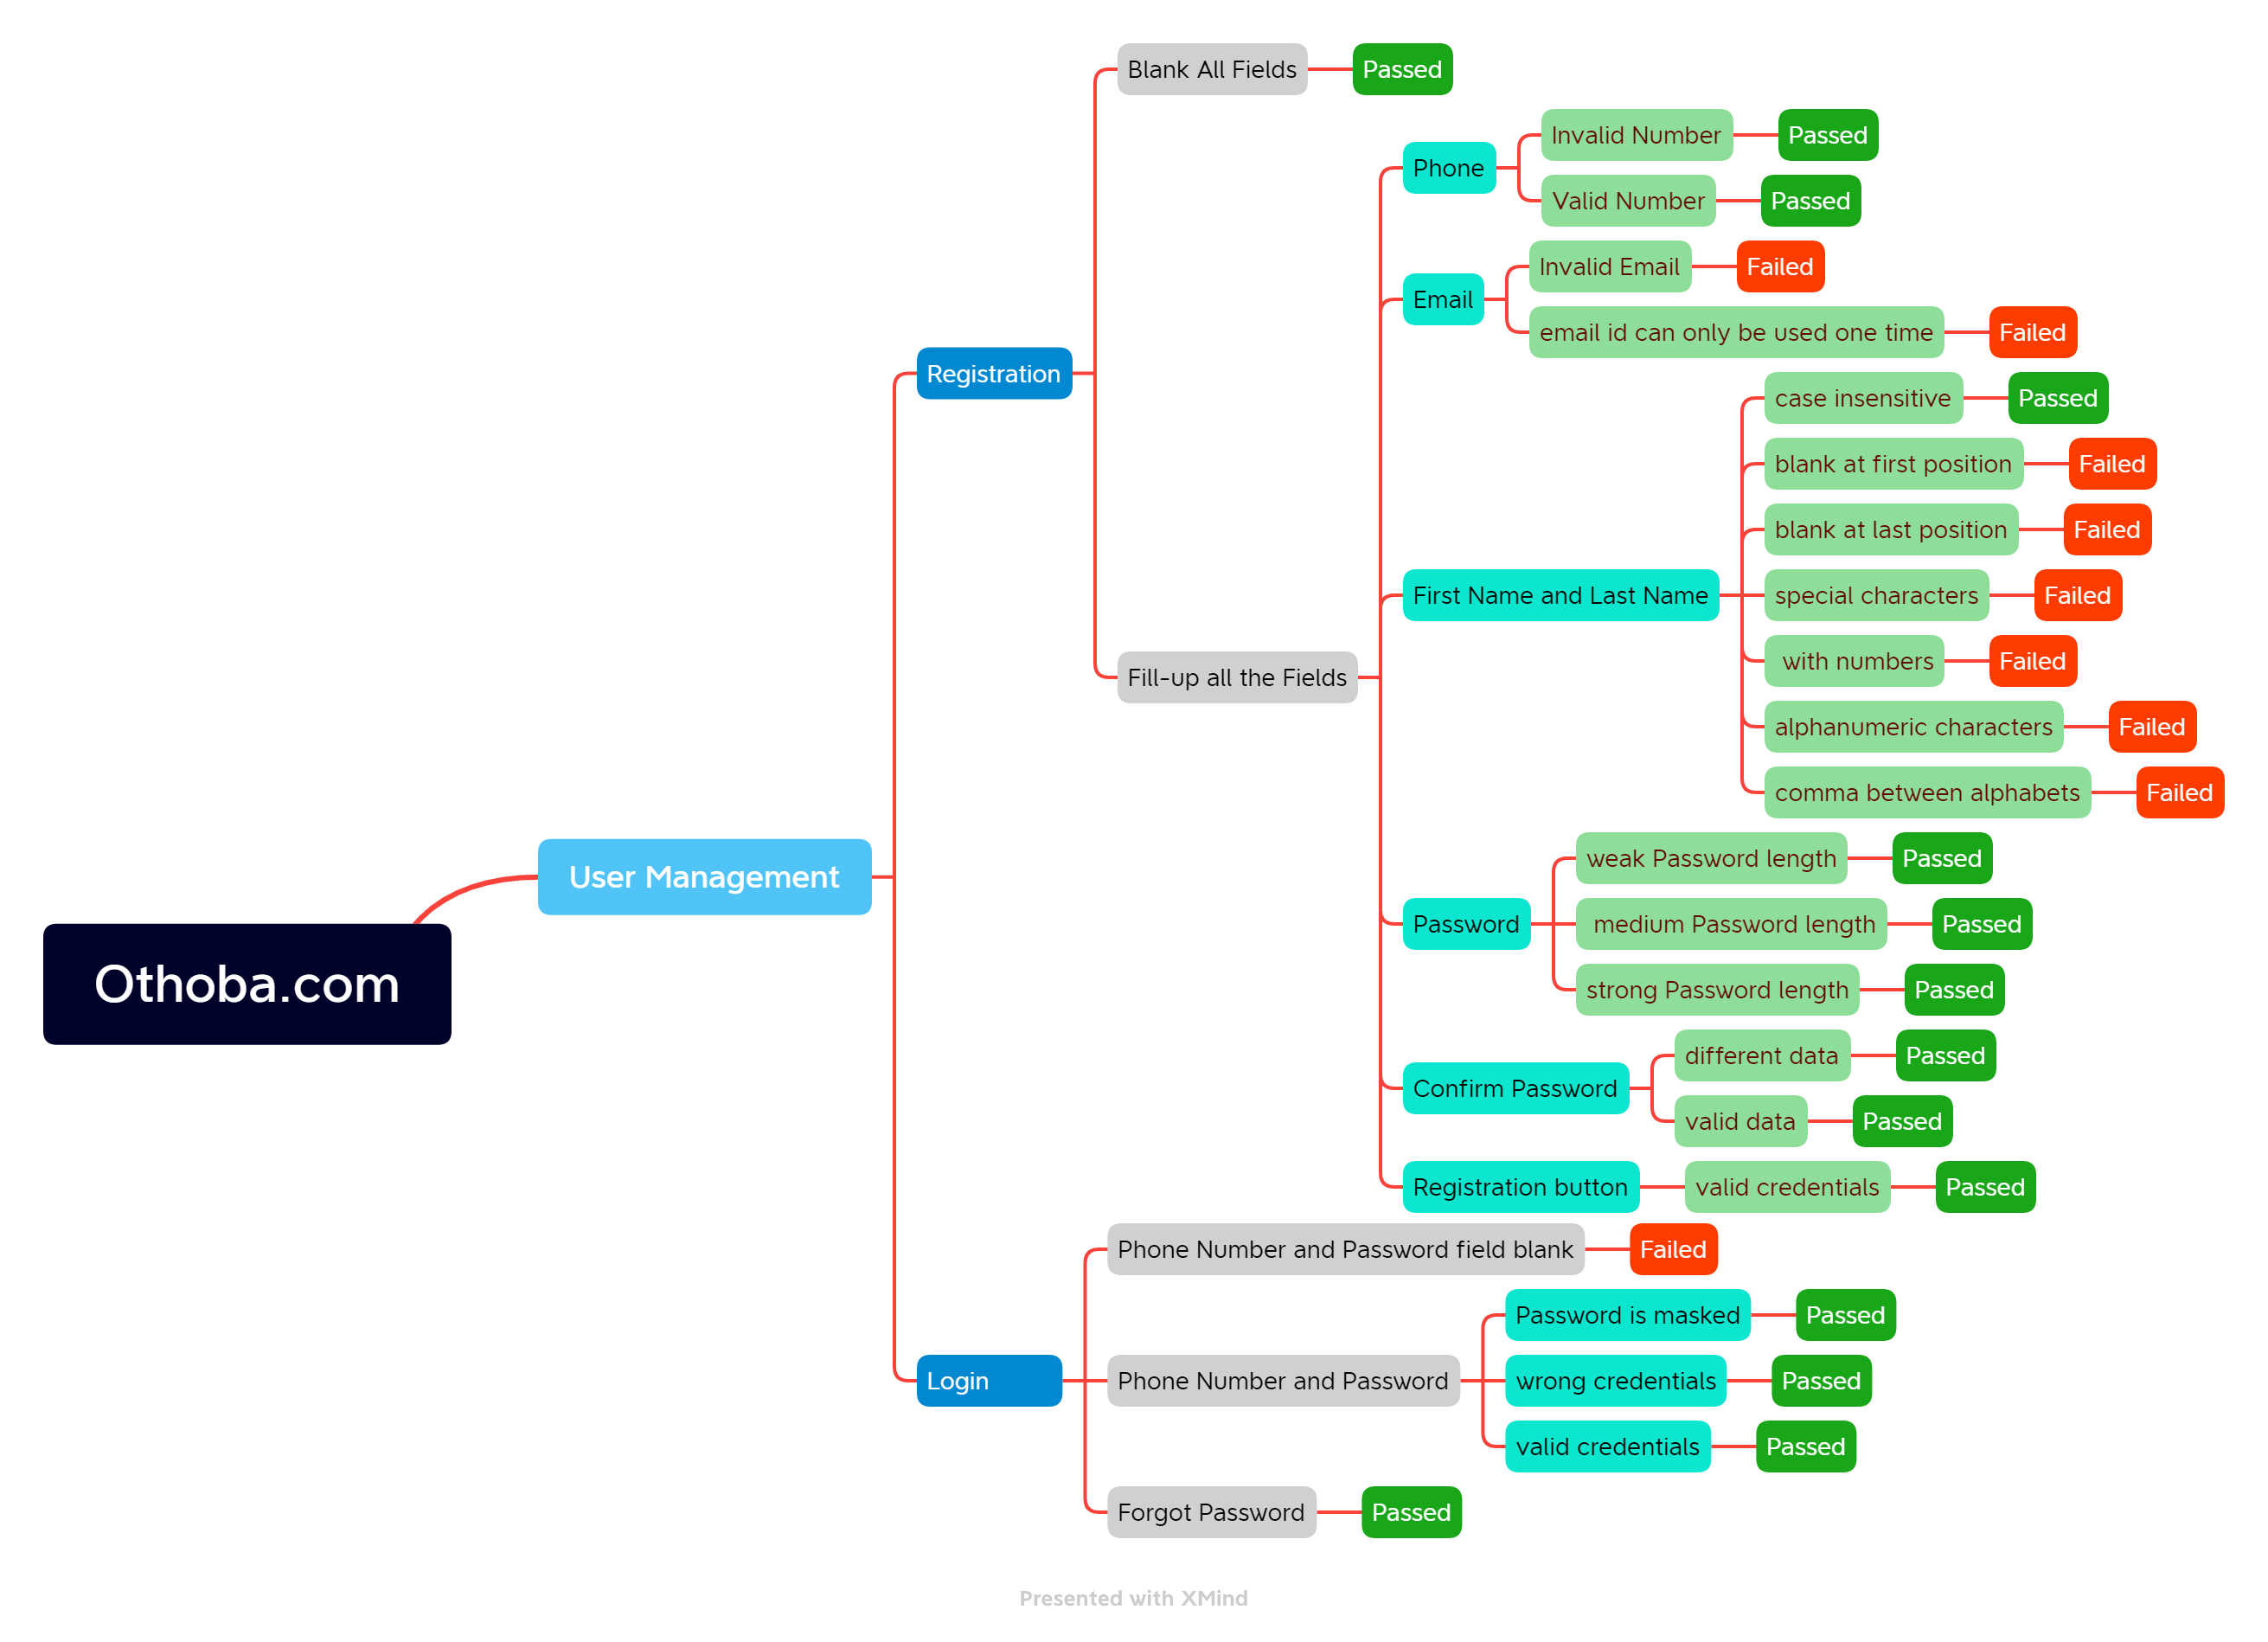 Blank All Fields
Passed
Invalid Number
Passed
Phone
Valid Number
Passed
Invalid Email
Failed
Email
email id can only be used one time
Failed
Registration
case insensitive
Passed
blank at first position
Failed
blank at last position
Failed
First Name and Last Name
special characters
Failed
with numbers
Failed
Fill-up all the Fields
alphanumeric characters
Failed
comma between alphabets
Failed
User Management
weak Password length
Passed
Password
medium Password length
Passed
Othoba.com
strong Password length
Passed
different data
Passed
Confirm Password
valid data
Passed
Registration button
valid credentials
Passed
Phone Number and Password field blank
Failed
Password is masked
Passed
Login
Phone Number and Password
wrong credentials
Passed
valid credentials
Passed
Forgot Password
Passed
Presented with XMind